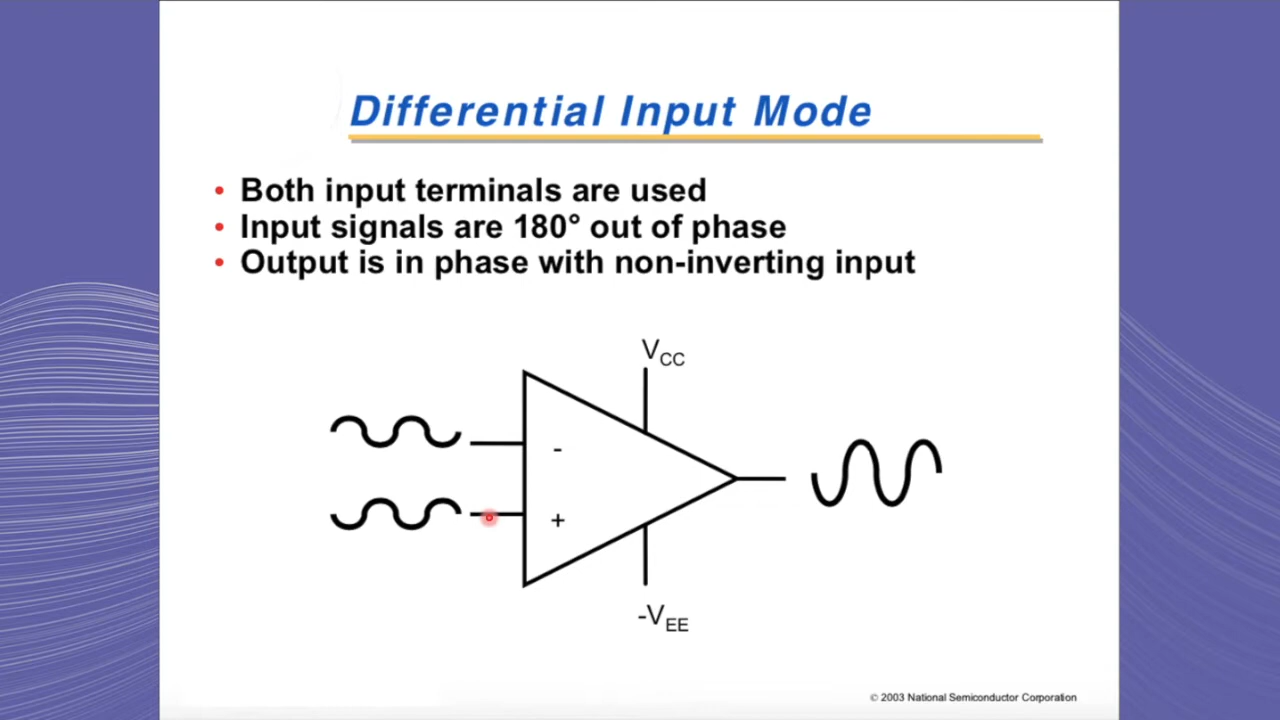 Differential Input Mode
• Both input terminals are used
• Input signals are 180° out of phase
• Output is in phase with non-inverting input
VCC
-
+
-VEE
© 2003 National Semiconductor Corporation